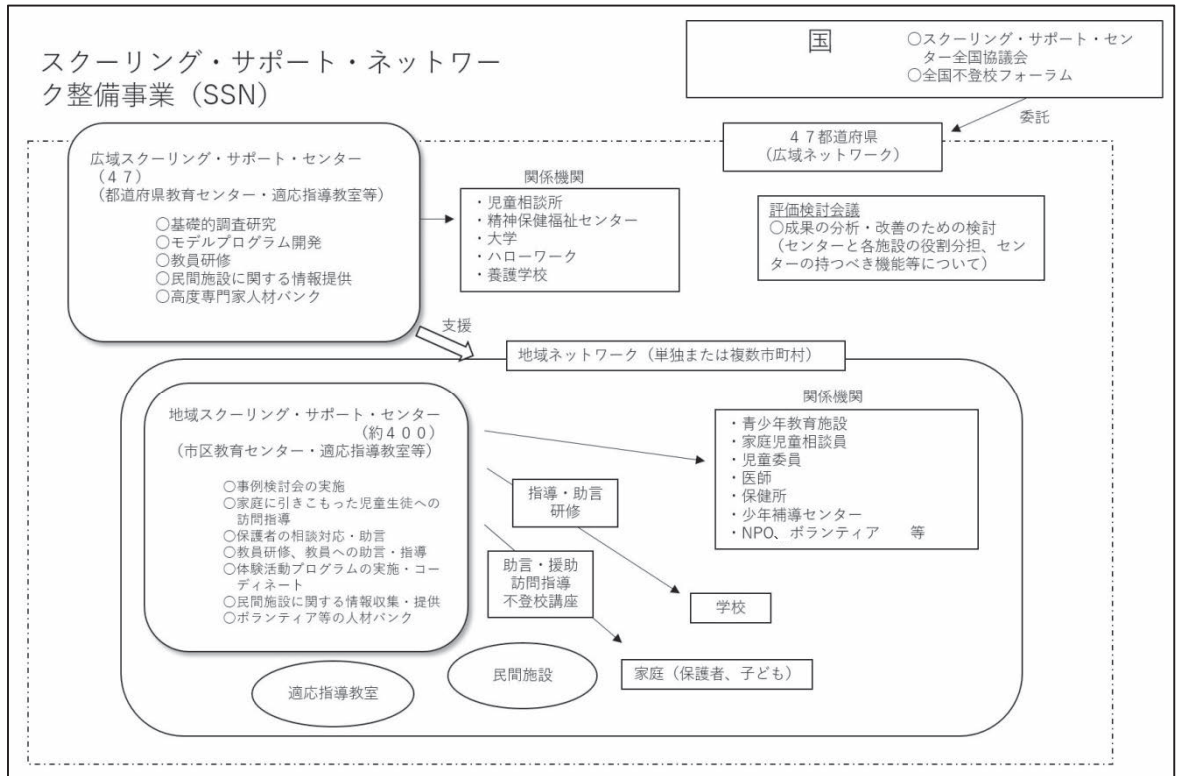 スクーリング・サポート・ネットワー
ク整備事業（SSN）
国
○スクーリング・サポート・セン
ター全国協議会
○全国不登校フォーラム
委託
４７都道府県
（広域ネットワーク）
広域スクーリング・サポート・センター
（４７）
（都道府県教育センター・適応指導教室等）
○基礎的調査研究
○モデルプログラム開発
○教員研修
○民間施設に関する情報提供
○高度専門家人材バンク
関係機関
・児童相談所
・精神保健福祉センター
・大学
・ハローワーク
・養護学校
評価検討会議
○成果の分析・改善のための検討
（センターと各施設の役割分担、セン
ターの持つべき機能等について）
支援
地域ネットワーク（単独または複数市町村）
地域スクーリング・サポート・センター
（約４００）
（市区教育センター・適応指導教室等）
○事例検討会の実施
○家庭に引きこもった児童生徒への
訪問指導
○保護者の相談対応・助言
○教員研修、教員への助言・指導
○体験活動プログラムの実施・コー
ディネート
○民間施設に関する情報収集・提供
○ボランティア等の人材バンク
関係機関
・青少年教育施設
・家庭児童相談員
・児童委員
・医師
・保健所
・少年補導センター
・NPO、ボランティア　等
指導・助言
研修
助言・援助
訪問指導
不登校講座
学校
家庭（保護者、子ども）
民間施設
適応指導教室